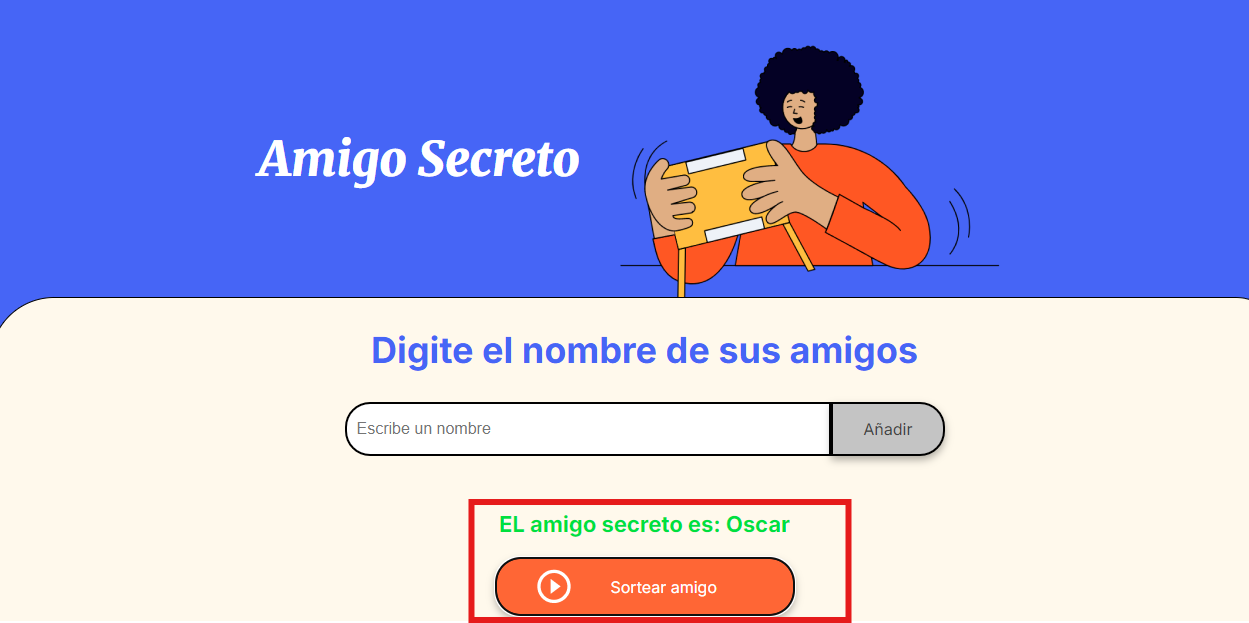 Amigo Secreto
Digite el nombre de sus amigos
Escribe un nombre
Añadir
EL amigo secreto es: Oscar
Sortear amigo